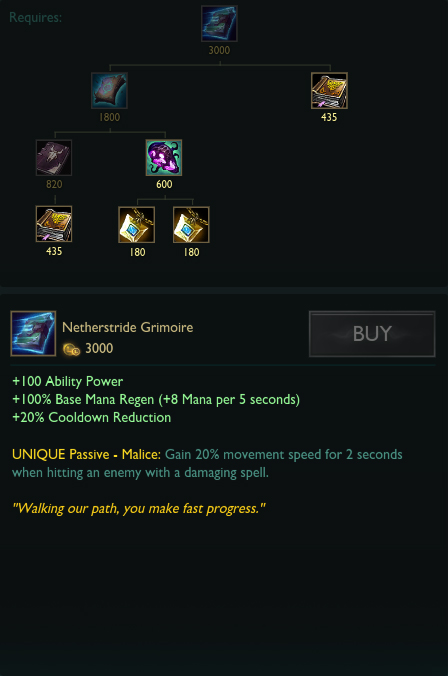 Requires:
3000
1800
435
820
600
435
180
180
Netherstride Grimoire
3000
BUY
+100 Ability Power
+100% Base Mana Regen (+8 Mana per 5 seconds)
+20% Cooldown Reduction
UNIQUE Passive - Malice: Gain 20% movement speed for 2 seconds
when hitting an enemy with a damaging spell.
"Walking our path, you make fast progress."